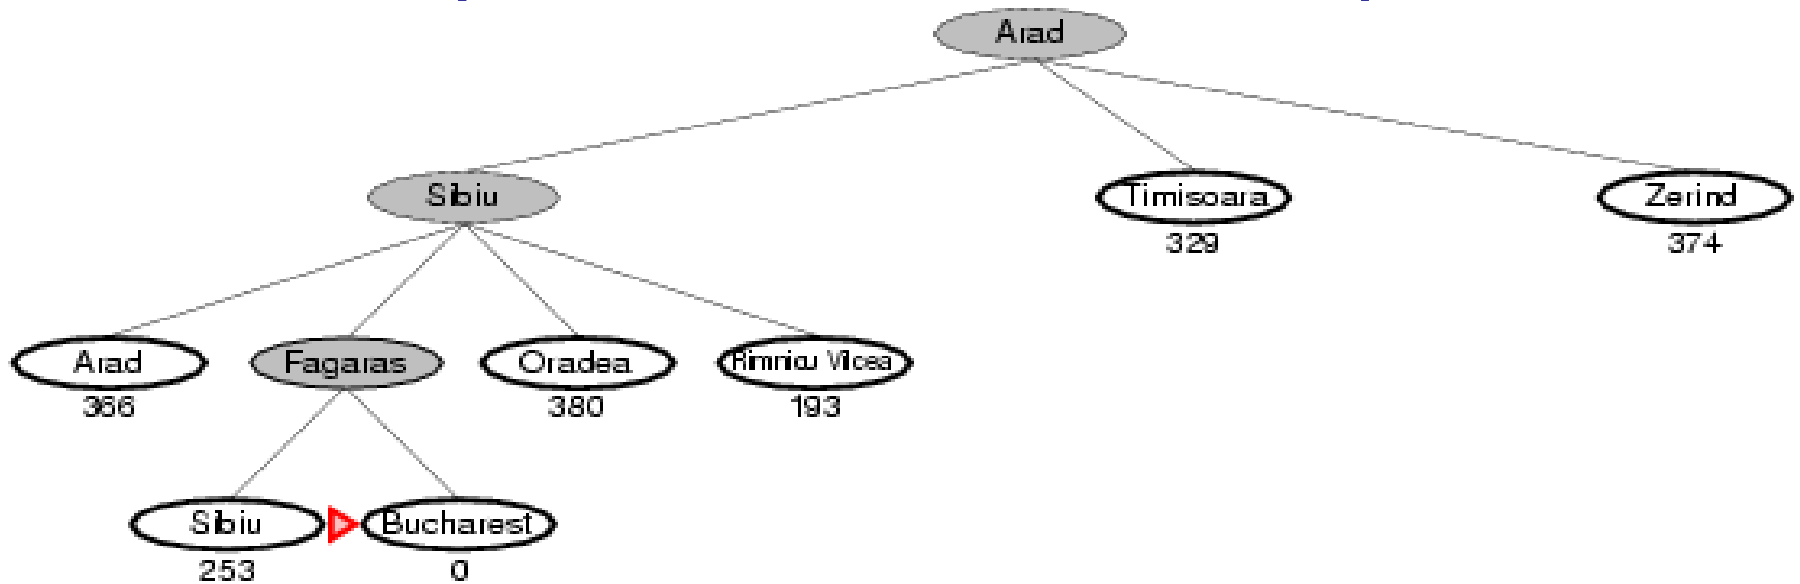 Arad
Sibiu
Timisoara
Zerind
329
374
Arad
Fagaras
Oradea
Rimnicu Vilcea
366
380
193
Sibiu
Bucharest
253
0